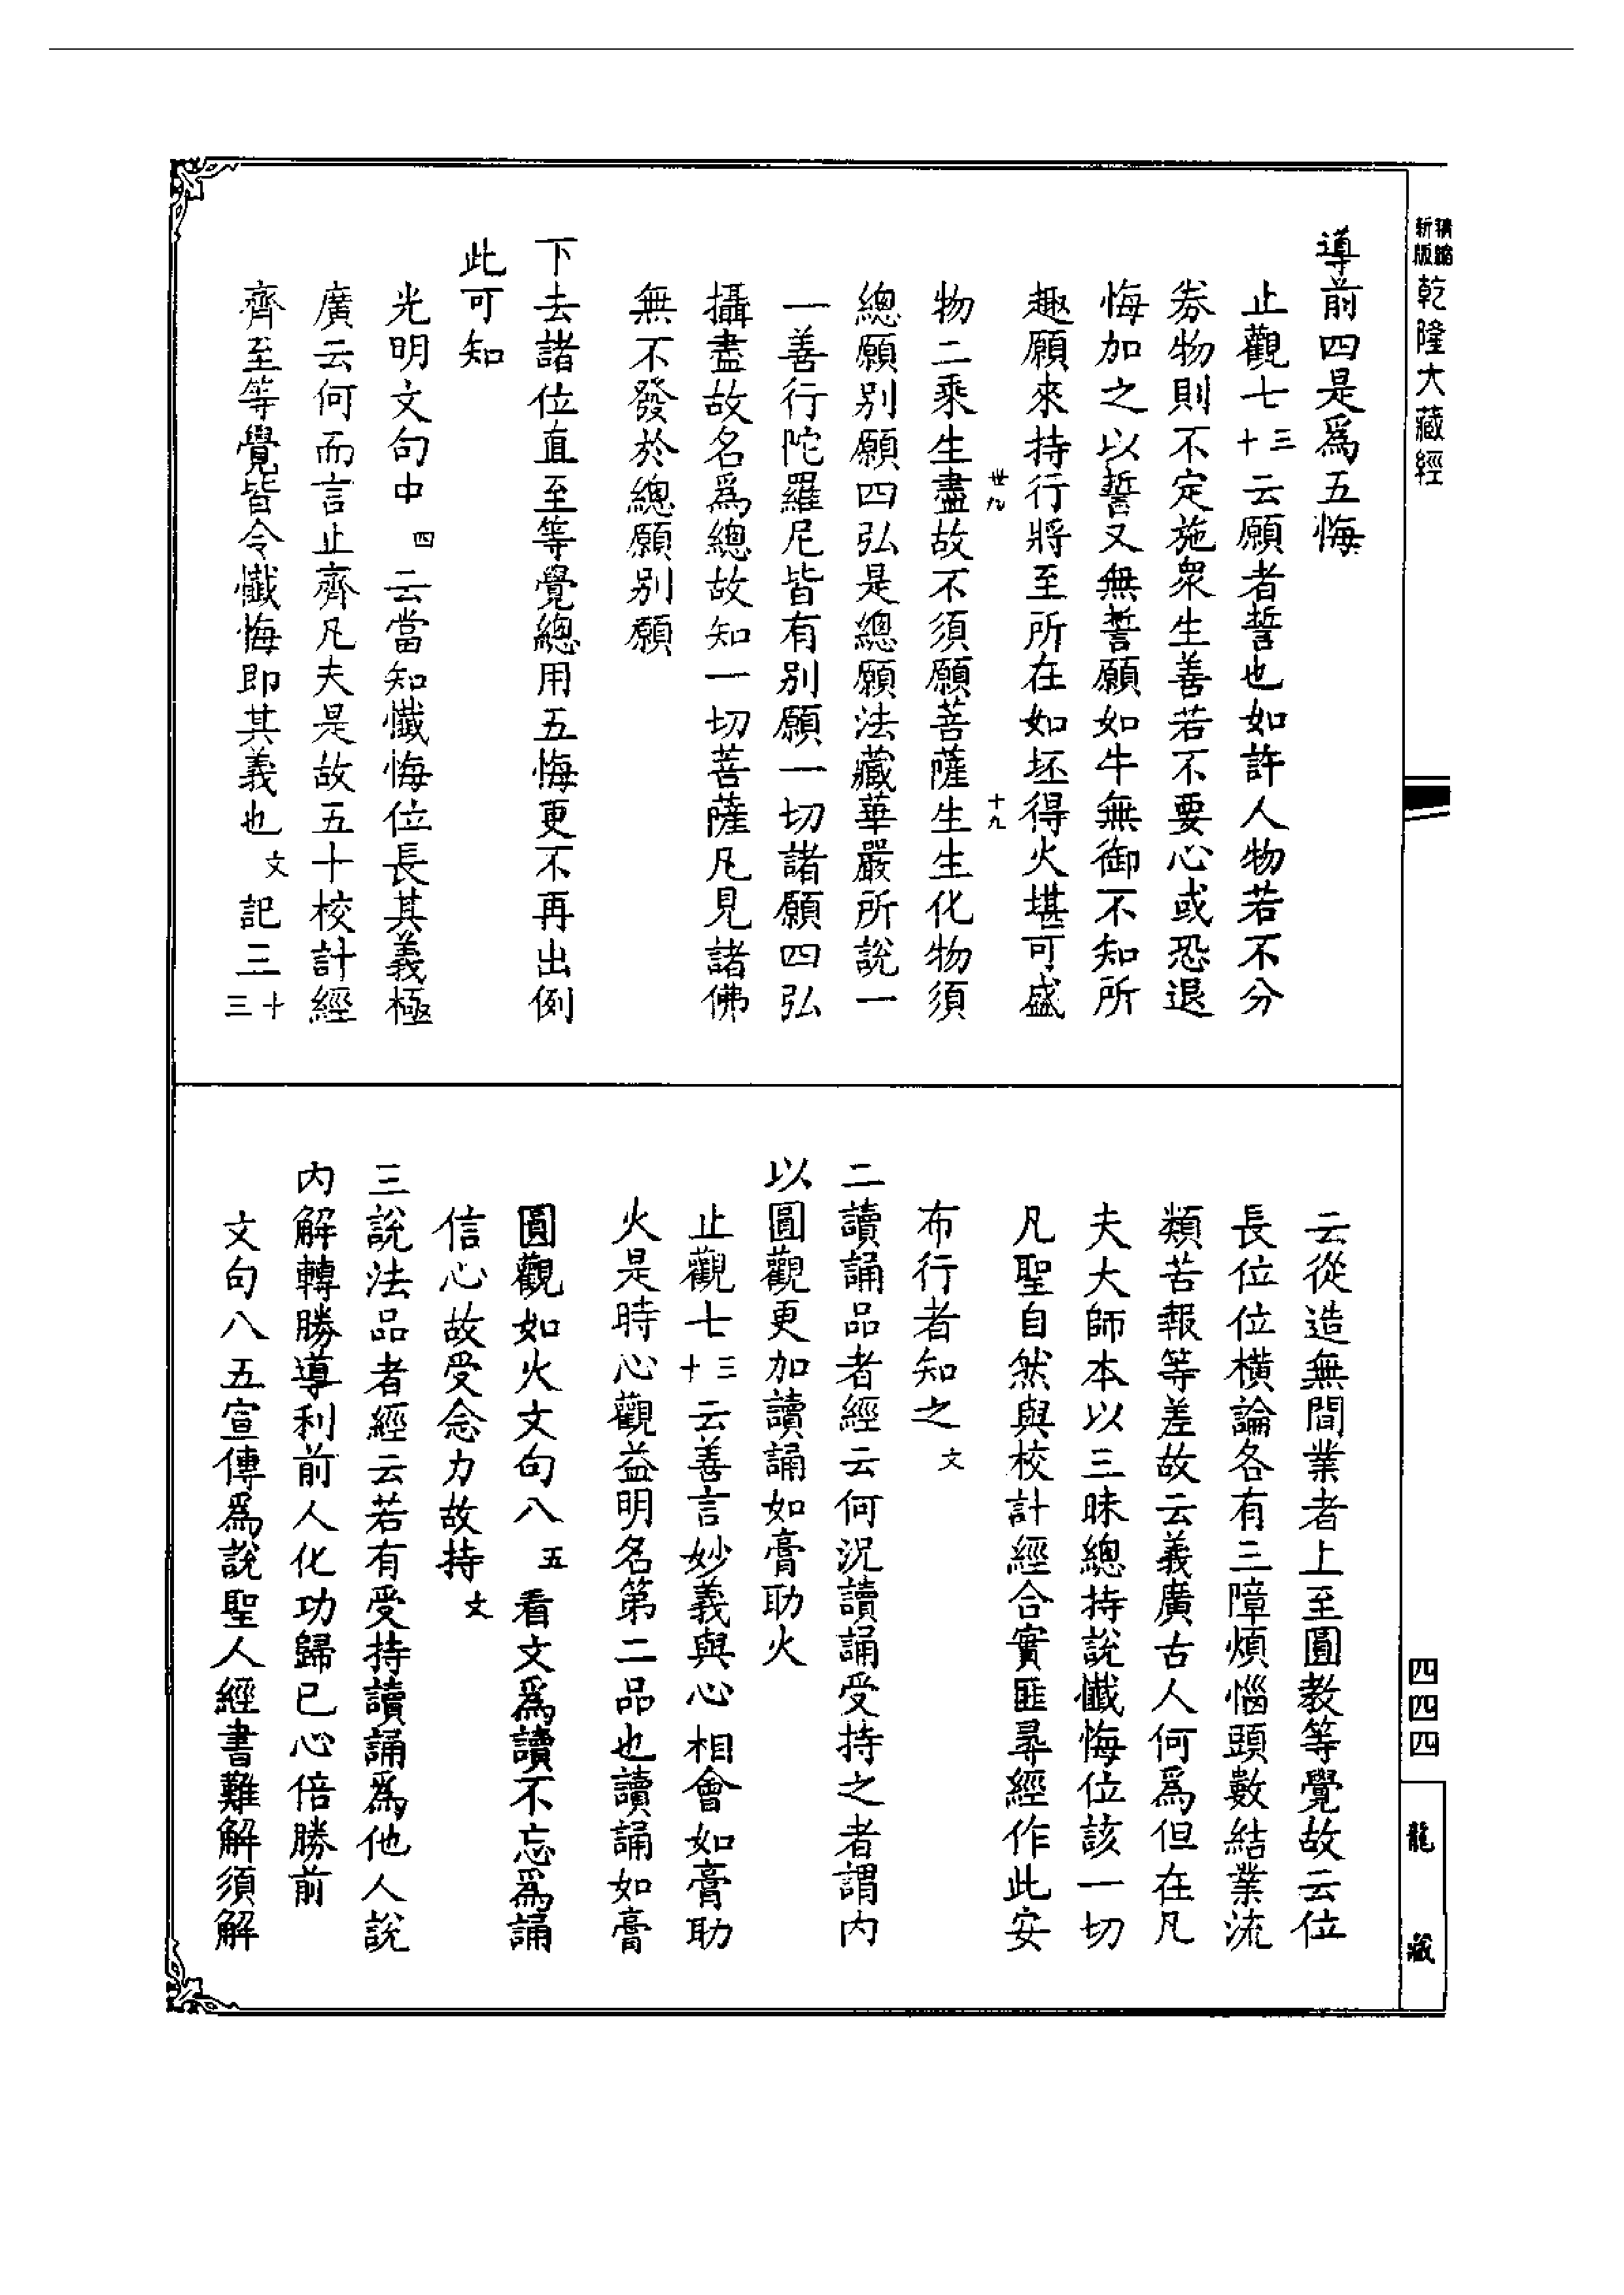 精縮
新版
乾隆大藏經
導前四是爲五悔
止觀七三十云願者誓也如許人物若不分
券物則不定施衆生善若不要心或恐退
悔加之以誓又無誓願如牛無御不知所
趣願來持行將至所在如坯得火堪可盛
世九
十九
物二乘生盡故不須願菩薩生生化物須
總願别願四弘是總願法藏華嚴所說一
一善行陀羅尼皆有别願一切諸願四弘
攝盡故名爲總故知一切菩薩凡見諸佛
無不發於總願别願
下去諸位直至等覺總用五悔更不再出例
此可知
光明文句中四云當知懺悔位長其義極
廣云何而言止齊凡夫是故五十校計經
齊至等覺皆令懺悔即其義也文記三十三
云從造無間業者上至圓教等覺故云位
長位位橫論各有三障煩惱頭數結業流
類苦報等差故云義廣古人何爲但在凡
夫大師本以三昧總持說懺悔位該一切
凡聖自然與校計經合實匪尋經作此安
布行者知之文
二讀誦品者經云何況讀誦受持之者謂内
以圓觀更加讀誦如膏助火
止觀七三十云善言妙義與心相會如膏助
火是時心觀益明名第二品也讀誦如膏
圓觀如火文句八五看文爲讀不忘爲誦
信心故受念力故持文
三說法品者經云若有受持讀誦爲他人說
内解轉勝導利前人化功歸已心倍勝前
文句八五宣傳爲說聖人經書難解須解
四四四
龍藏